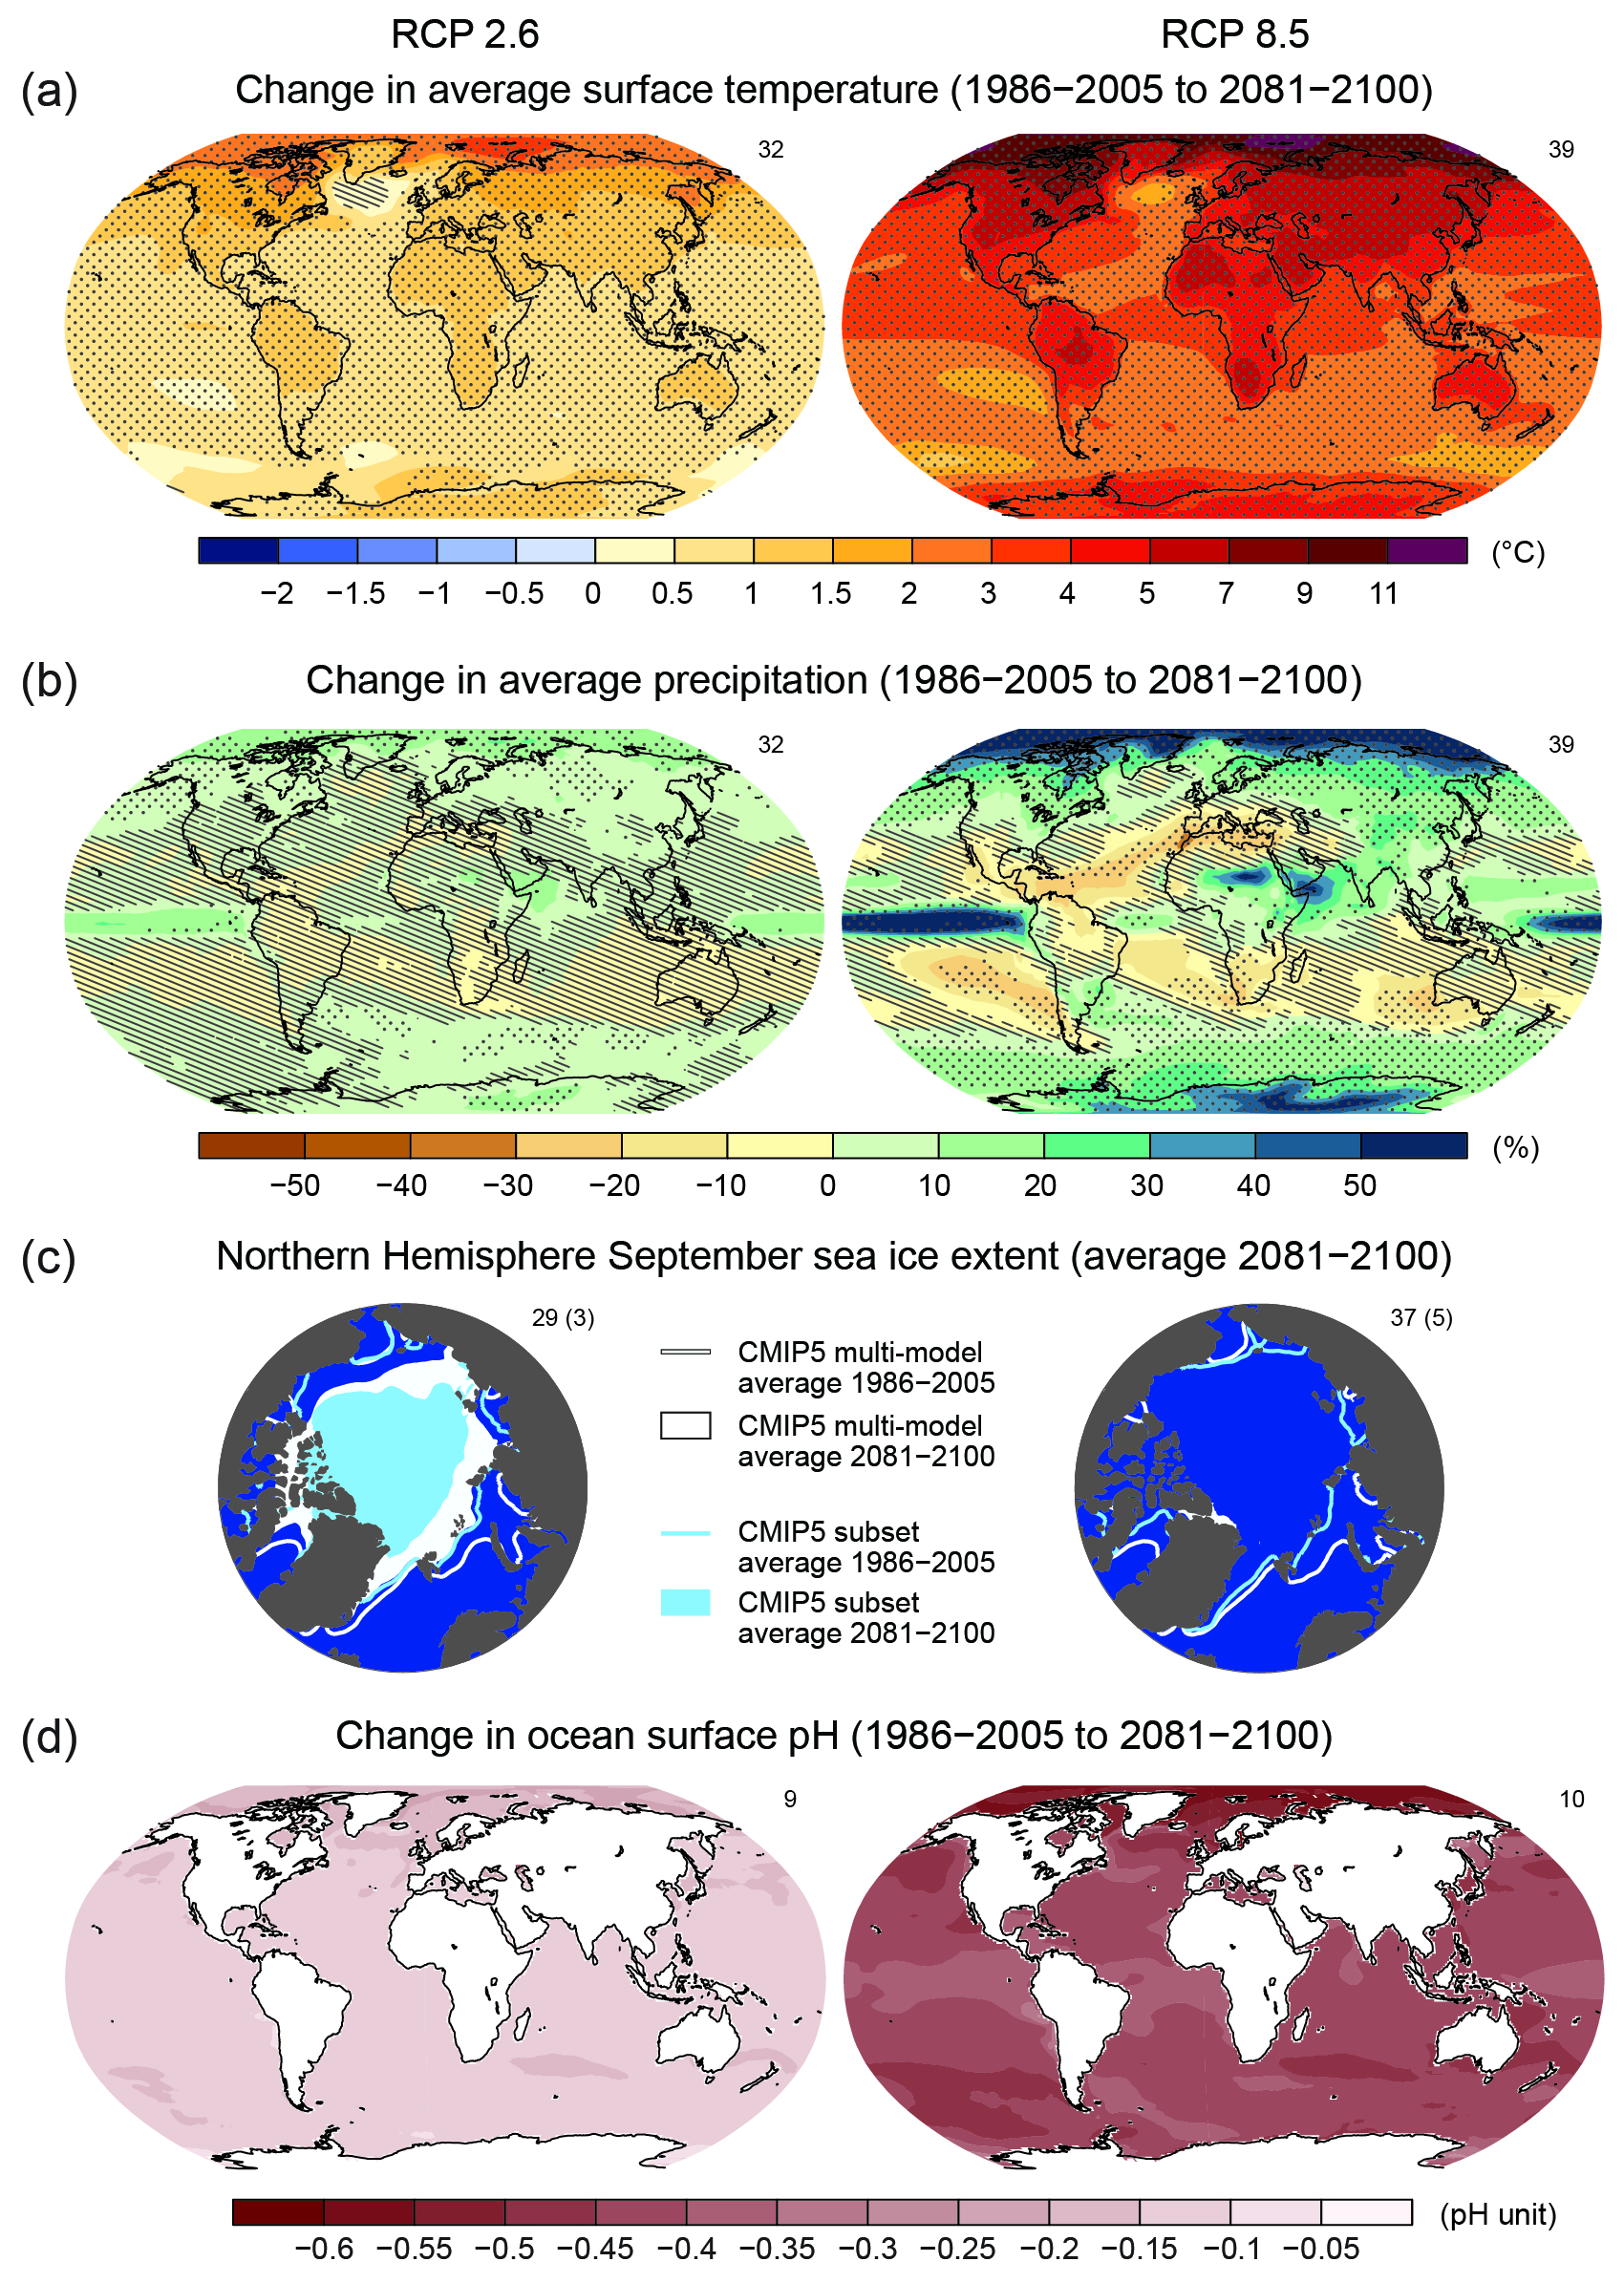 RCP 2.6
RCP 8.5
(a)
Change in average surface temperature (1986−2005 to 2081−2100)
32
39
(°C)
−2 −1.5 −1 −0.5 0 0.5 1 1.5 2 3 4 5 7 9 11
(b)
Change in average precipitation (1986−2005 to 2081−2100)
32
39
(%)
−50 −40 −30 −20 −10 0 10 20 30 40 50
(c)
Northern Hemisphere September sea ice extent (average 2081−2100)
29 (3)
CMIP5 multi-model
average 1986−2005
CMIP5 multi-model
average 2081−2100
CMIP5 subset
average 1986−2005
CMIP5 subset
average 2081−2100
37 (5)
(d)
Change in ocean surface pH (1986−2005 to 2081−2100)
9
10
(pH unit)
−0.6 −0.55 −0.5 −0.45 −0.4 −0.35 −0.3 −0.25 −0.2 −0.15 −0.1 −0.05